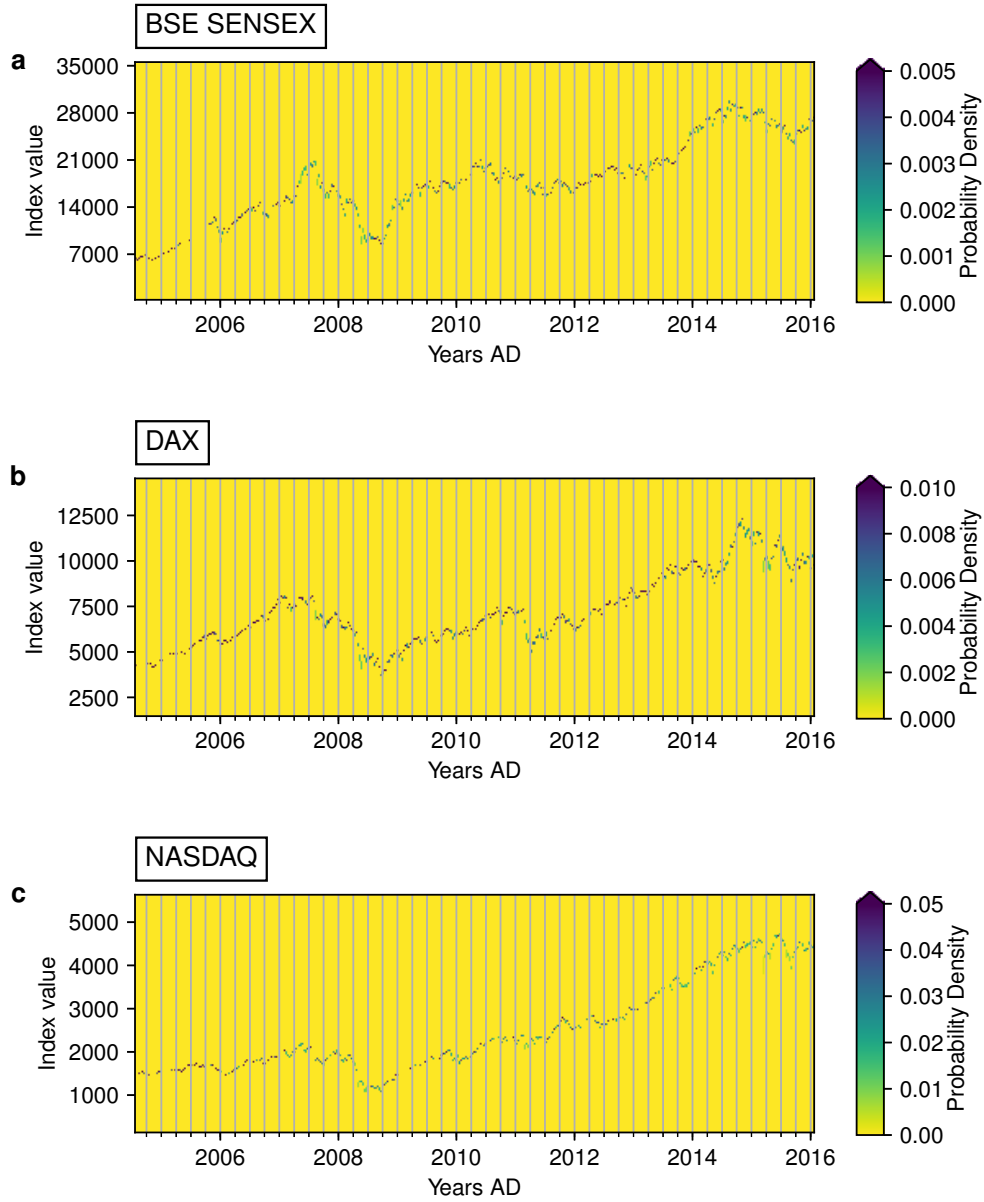 BSE SENSEX
a
35000
28000
21000
14000
7000
Index value
2006 2008 2010 2012 2014 2016
Years AD
0.005
0.004
0.003
0.002
0.001
0.000
Probability Density
DAX
b
12500
10000
7500
5000
2500
Index value
2006 2008 2010 2012 2014 2016
Years AD
0.010
0.008
0.006
0.004
0.002
0.000
Probability Density
NASDAQ
c
5000
4000
3000
2000
1000
Index value
2006 2008 2010 2012 2014 2016
Years AD
0.05
0.04
0.03
0.02
0.01
0.00
Probability Density